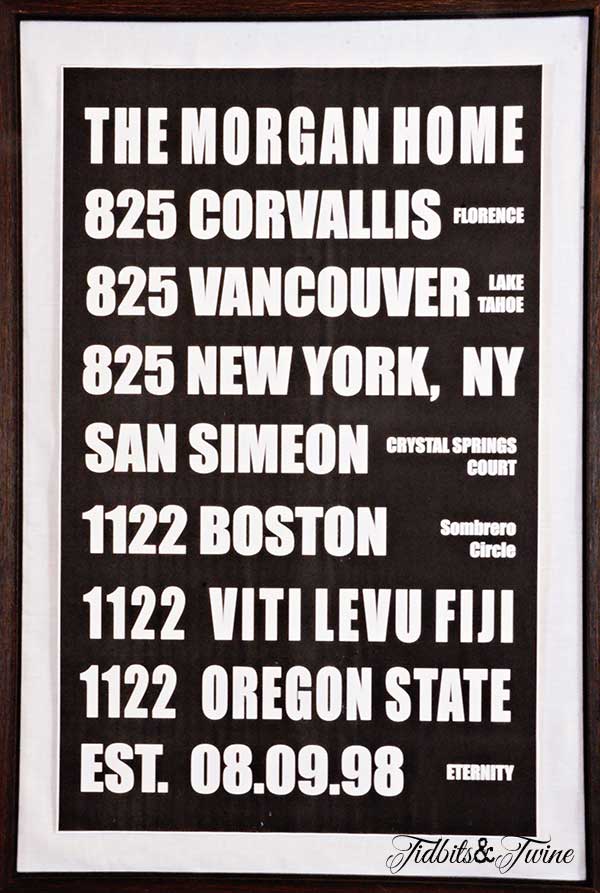 THE MORGAN HOME
825 CORVALLIS FLORENCE
825 VANCOUVER LAKE TAHOE
825 NEW YORK, NY
SAN SIMEON CRYSTAL SPRINGS COURT
1122 BOSTON Sombrero Circle
1122 VITI LEVU FIJI
1122 OREGON STATE
EST. 08.09.98 ETERNITY
Tidbits&Twine